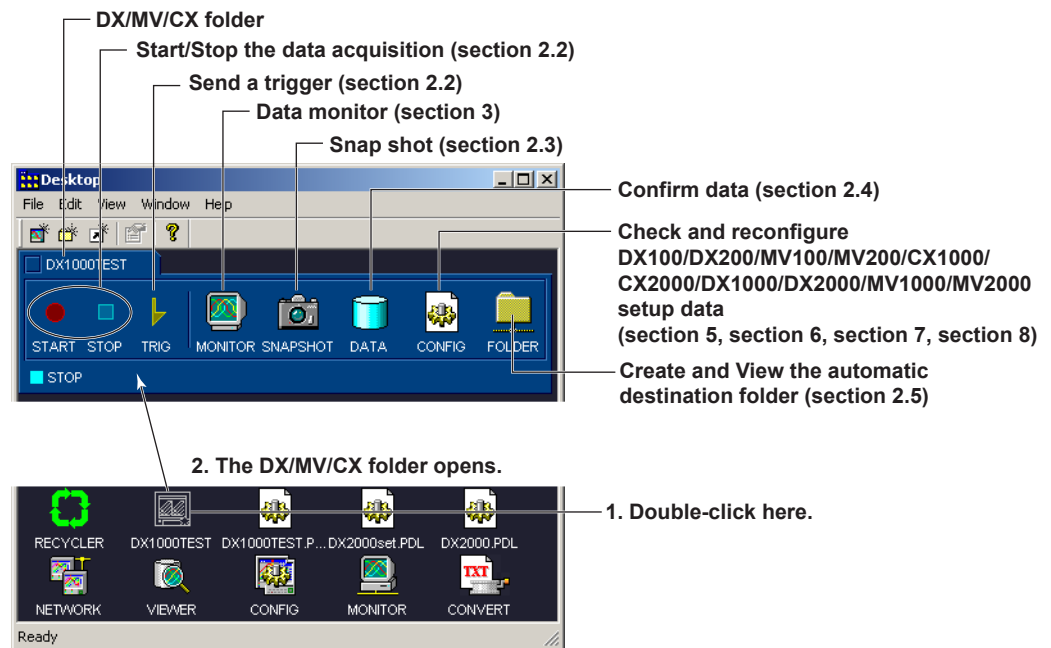 DX/MV/CX folder
Start/Stop the data acquisition (section 2.2)
Send a trigger (section 2.2)
Data monitor (section 3)
Snap shot (section 2.3)
Desktop
File Edit View Window Help
DX1000TEST
START STOP TRIG MONITOR SNAPSHOT DATA CONFIG FOLDER
STOP
Confirm data (section 2.4)
Check and reconfigure
DX100/DX200/MV100/MV200/CX1000/
CX2000/DX1000/DX2000/MV1000/MV2000
setup data
(section 5, section 6, section 7, section 8)
Create and View the automatic
destination folder (section 2.5)
2. The DX/MV/CX folder opens.
1. Double-click here.
RECYCLER DX1000TEST DX1000TEST.P... DX2000set.PDL DX2000.PDL
TXT
NETWORK VIEWER CONFIG MONITOR CONVERT
Ready